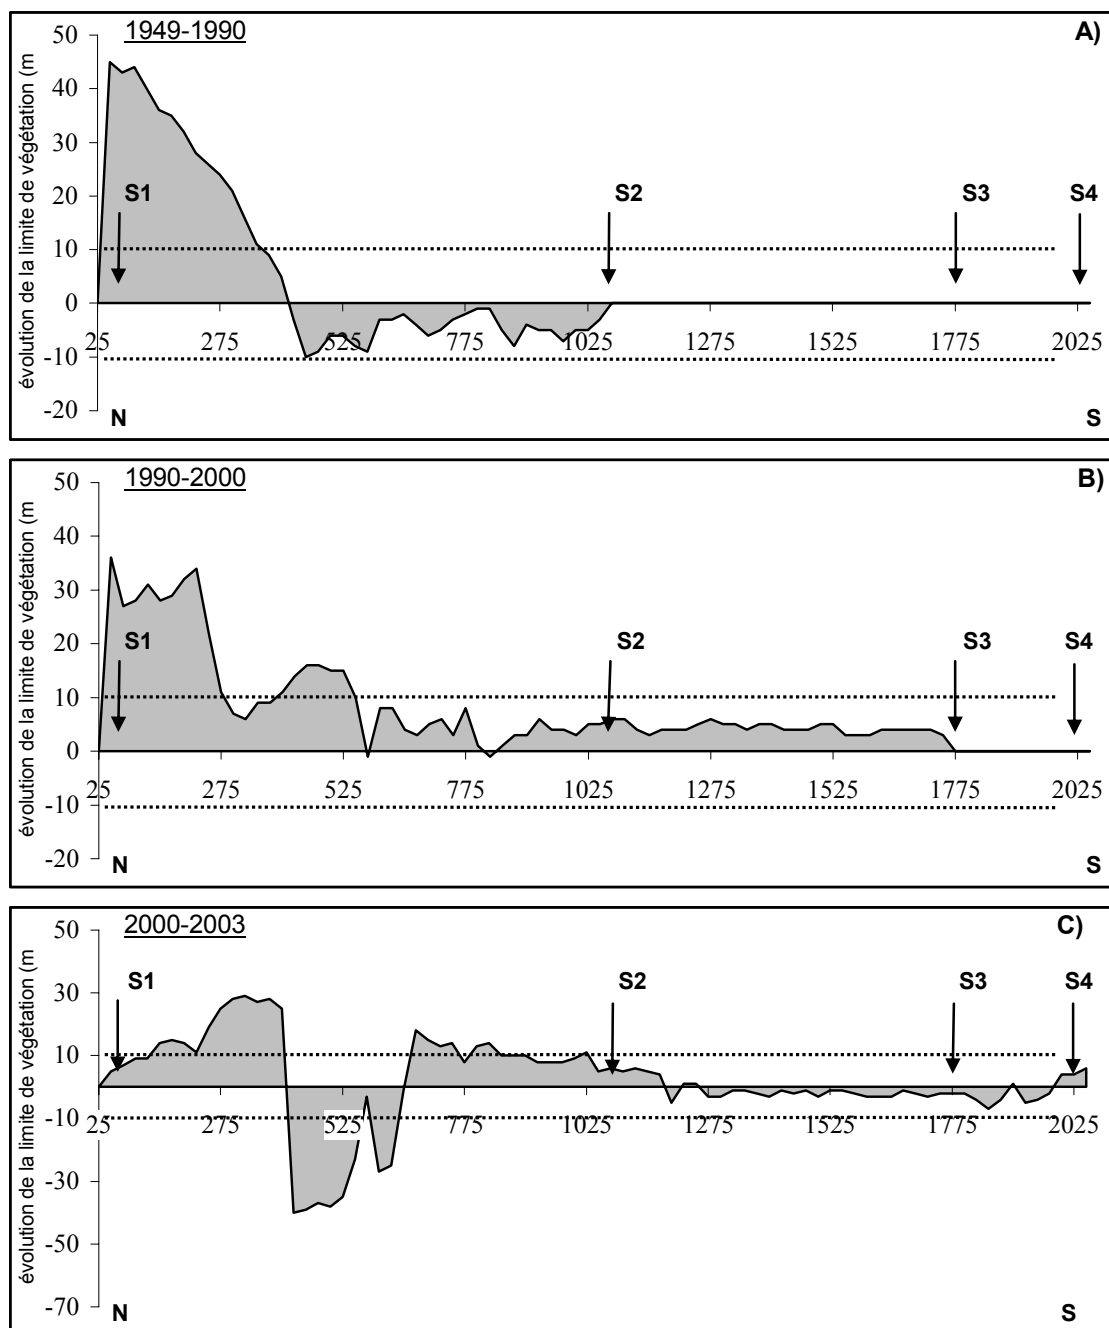 1949-1990
A)
évolution de la limite de végétation (m
50
40
30
20
10
0
-10
-20
S1
S2
S3
S4
25
275
525
775
1025
1275
1525
1775
2025
N
S
1990-2000
B)
évolution de la limite de végétation (m
50
40
30
20
10
0
-10
-20
S1
S2
S3
S4
25
275
525
775
1025
1275
1525
1775
2025
N
S
2000-2003
C)
évolution de la limite de végétation (m
50
30
10
-10
-30
-50
-70
S1
S2
S3
S4
25
275
525
775
1025
1275
1525
1775
2025
N
S